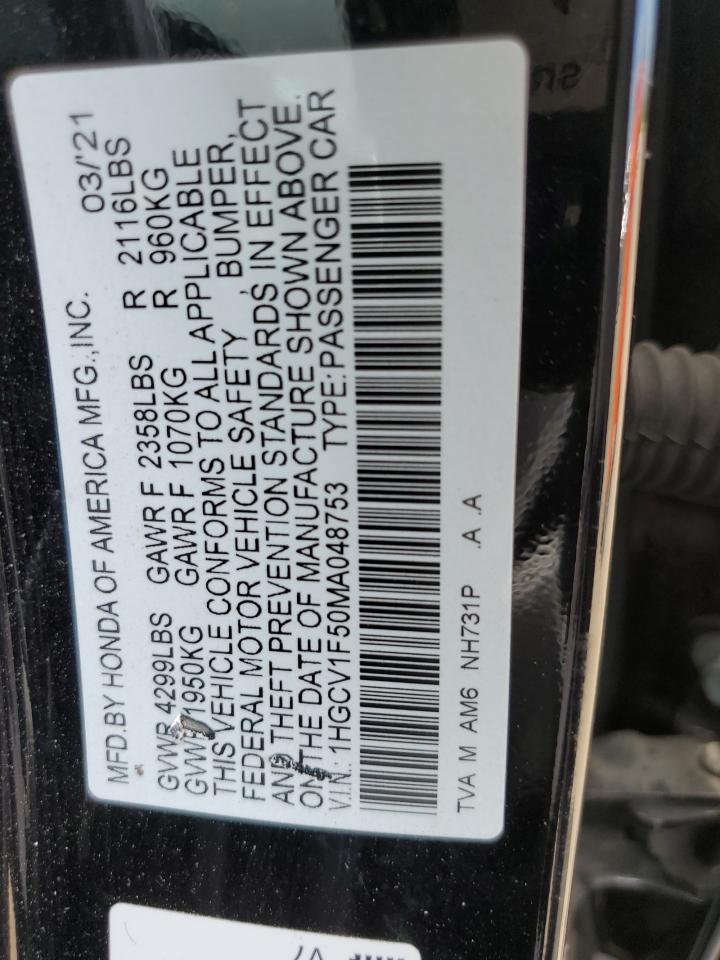 MFD.BY HONDA OF AMERICA MFG.,INC. 03/'21
GVWR 4299LBS GAWR F 2358LBS R 2116LBS
GVWR 1950KG GAWR F 1070KG R 960KG
THIS VEHICLE CONFORMS TO ALL APPLICABLE
FEDERAL MOTOR VEHICLE SAFETY, BUMPER,
AND THEFT PREVENTION STANDARDS IN EFFECT
ON THE DATE OF MANUFACTURE SHOWN ABOVE.
V.I.N.: 1HGCV1F50MA048753 TYPE:PASSENGER CAR
TVA M AM6 NH731P .A .A